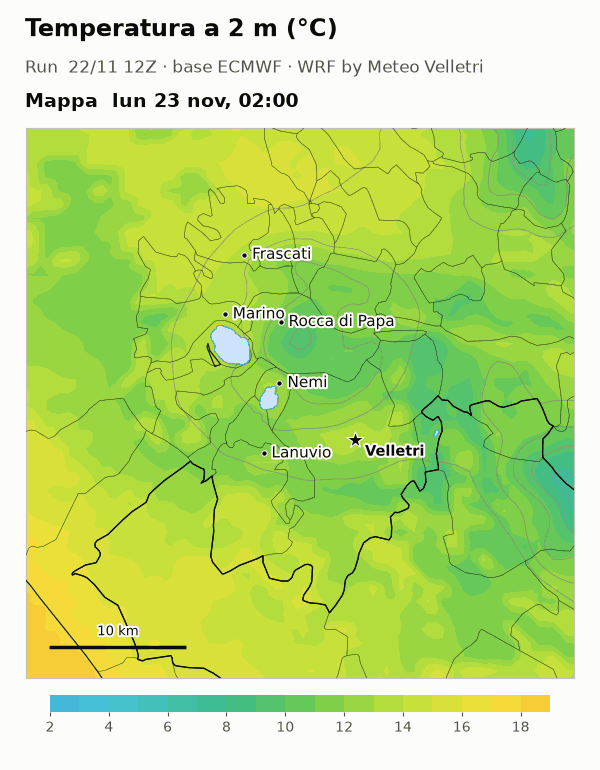 Temperatura a 2 m (°C)
Run  22/11 12Z · base ECMWF · WRF by Meteo Velletri
Mappa  lun 23 nov, 02:00
Frascati
Marino
Rocca di Papa
Nemi
Velletri
Lanuvio
10 km
2 4 6 8 10 12 14 16 18